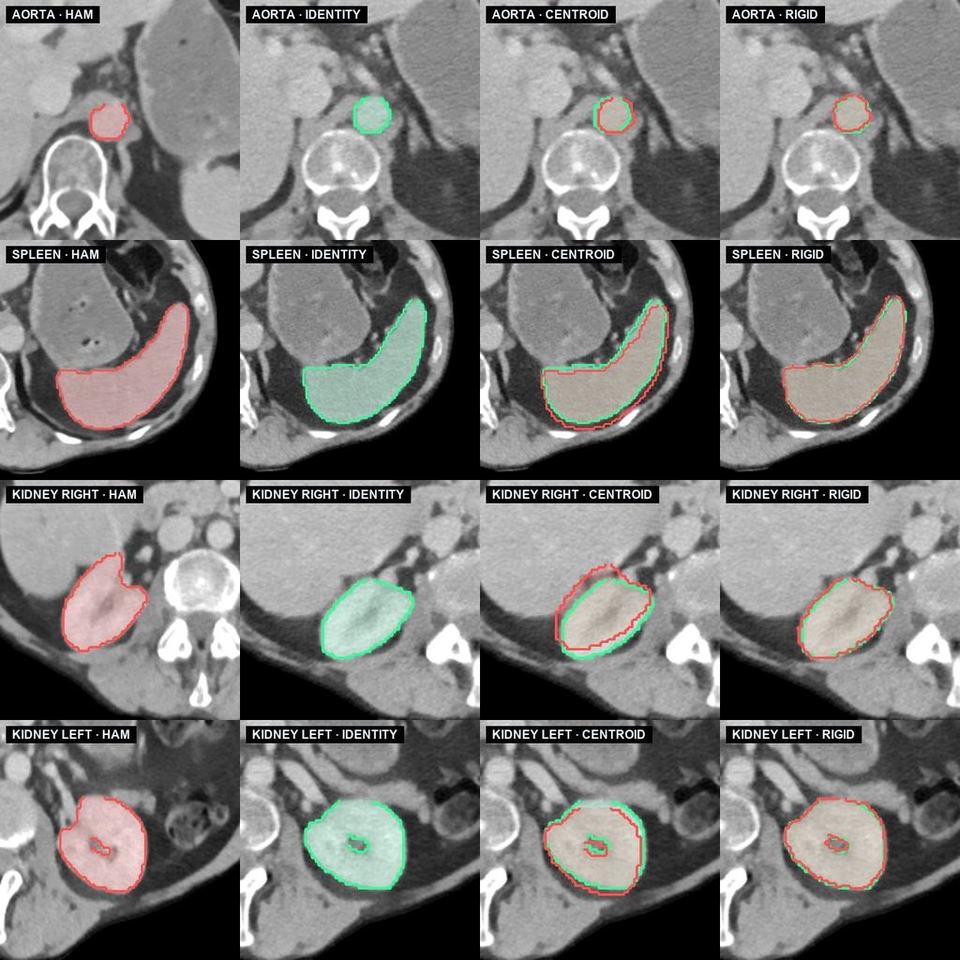 AORTA · HAM
AORTA · IDENTITY
AORTA · CENTROID
AORTA · RIGID
SPLEEN · HAM
SPLEEN · IDENTITY
SPLEEN · CENTROID
SPLEEN · RIGID
KIDNEY RIGHT · HAM
KIDNEY RIGHT · IDENTITY
KIDNEY RIGHT · CENTROID
KIDNEY RIGHT · RIGID
KIDNEY LEFT · HAM
KIDNEY LEFT · IDENTITY
KIDNEY LEFT · CENTROID
KIDNEY LEFT · RIGID